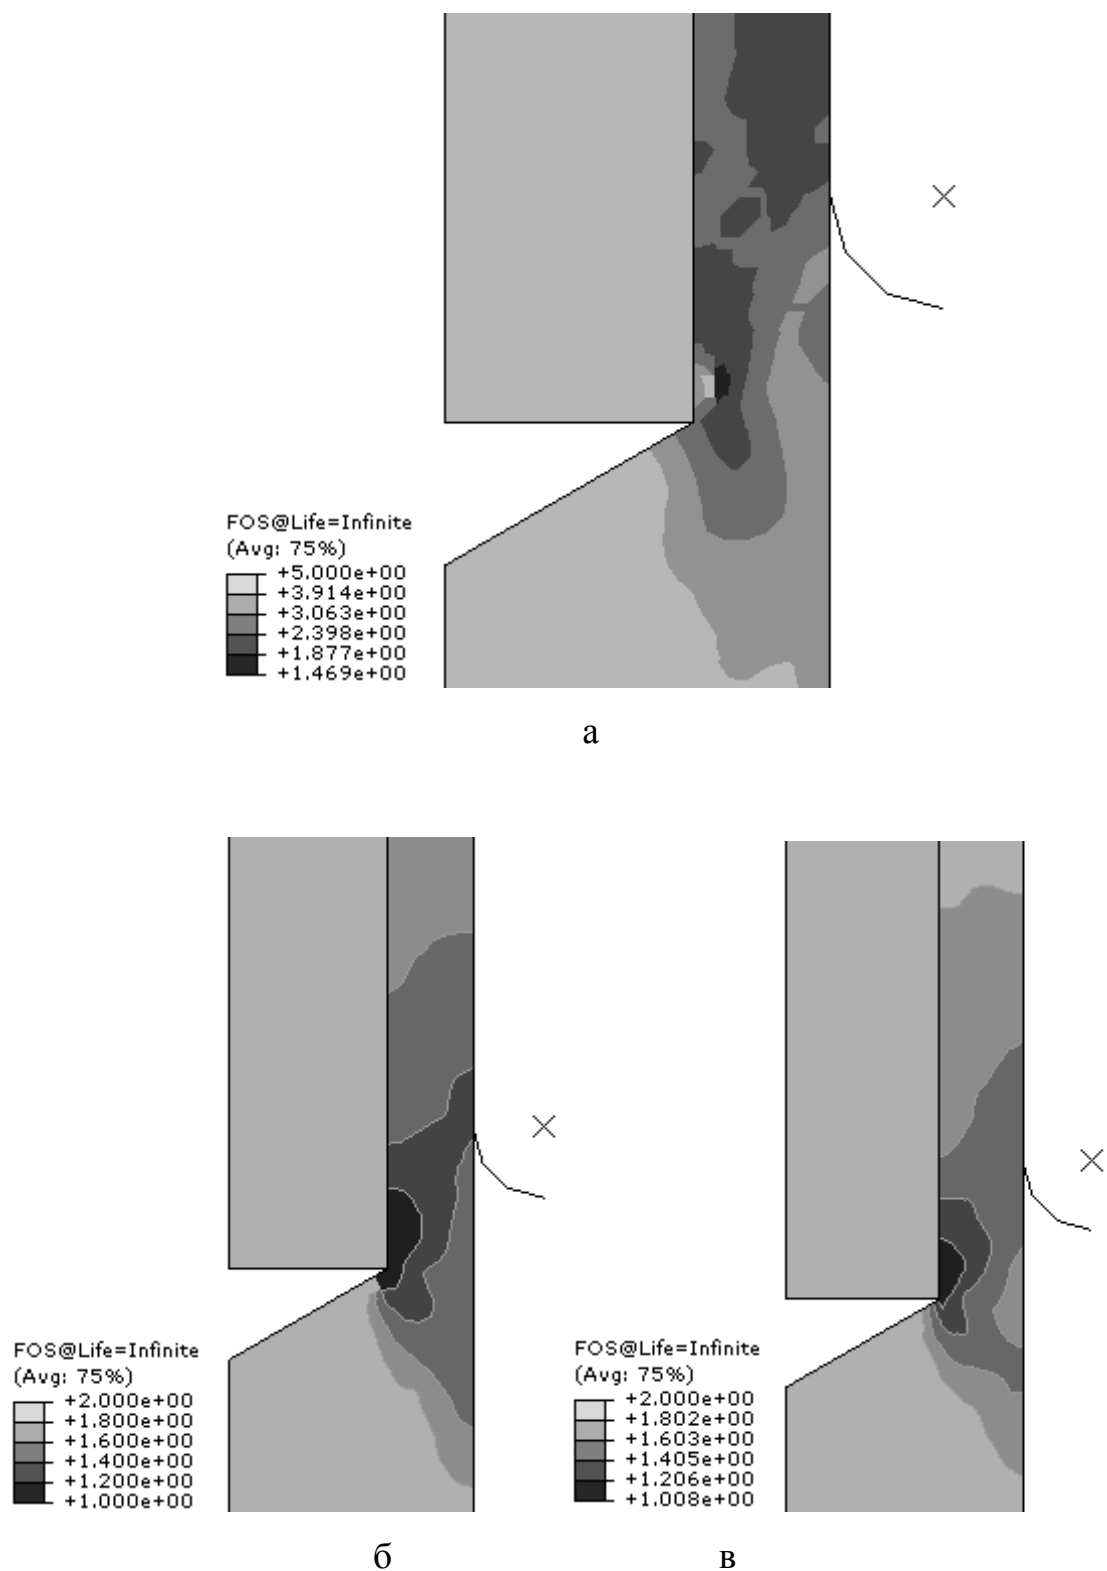 FOS@Life=Infinite
(Avg: 75%)
+5.000e+00
+3.914e+00
+3.063e+00
+2.398e+00
+1.877e+00
+1.469e+00
а
FOS@Life=Infinite
(Avg: 75%)
+2.000e+00
+1.800e+00
+1.600e+00
+1.400e+00
+1.200e+00
+1.000e+00
FOS@Life=Infinite
(Avg: 75%)
+2.000e+00
+1.802e+00
+1.603e+00
+1.405e+00
+1.206e+00
+1.008e+00
б
в